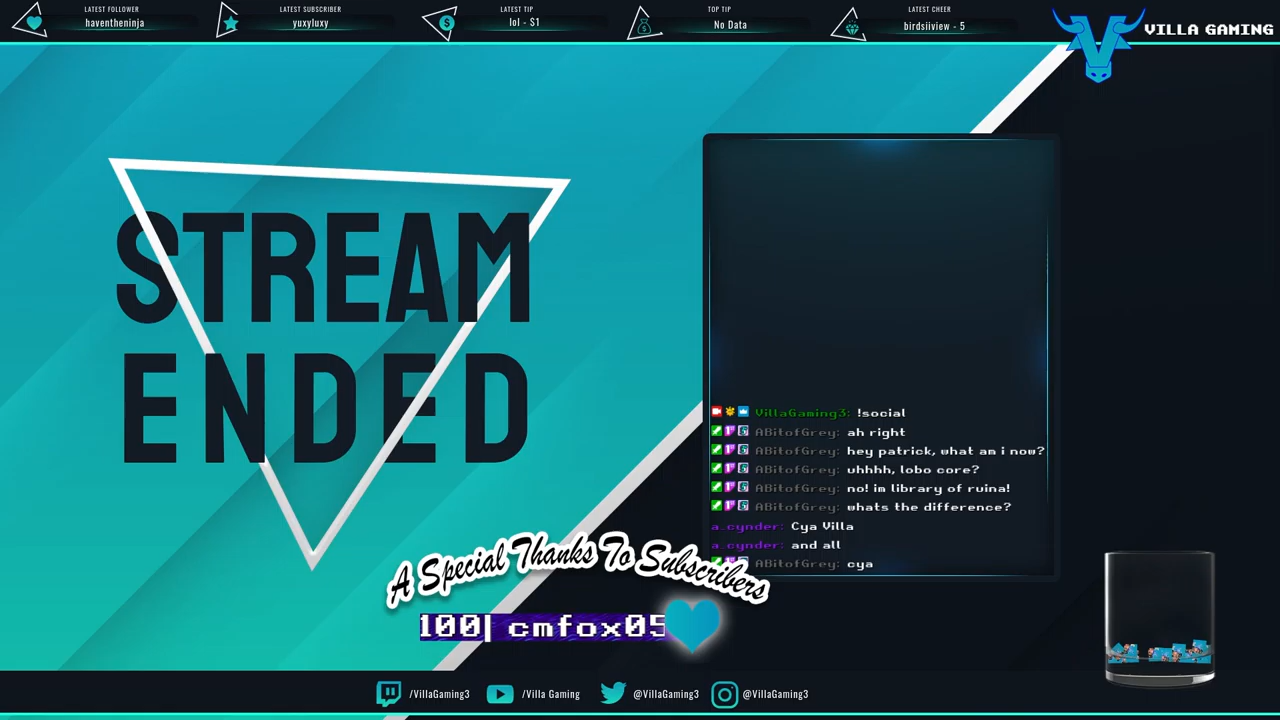 LATEST FOLLOWER
haventheninja
LATEST SUBSCRIBER
yuxyluxy
LATEST TIP
lol - $1
TOP TIP
No Data
LATEST CHEER
birdsiiview - 5
VILLA GAMING
STREAM
ENDED
VillaGaming3: !social
ABitofGrey: ah right
ABitofGrey: hey patrick, what am i now?
ABitofGrey: uhhhh, lobo core?
ABitofGrey: no! im library of ruina!
ABitofGrey: whats the difference?
a_cynder: Cya Villa
a_cynder: and all
ABitofGrey: cya
A Special Thanks To Subscribers
100| cmfox05
/VillaGaming3
/Villa Gaming
@VillaGaming3
@VillaGaming3